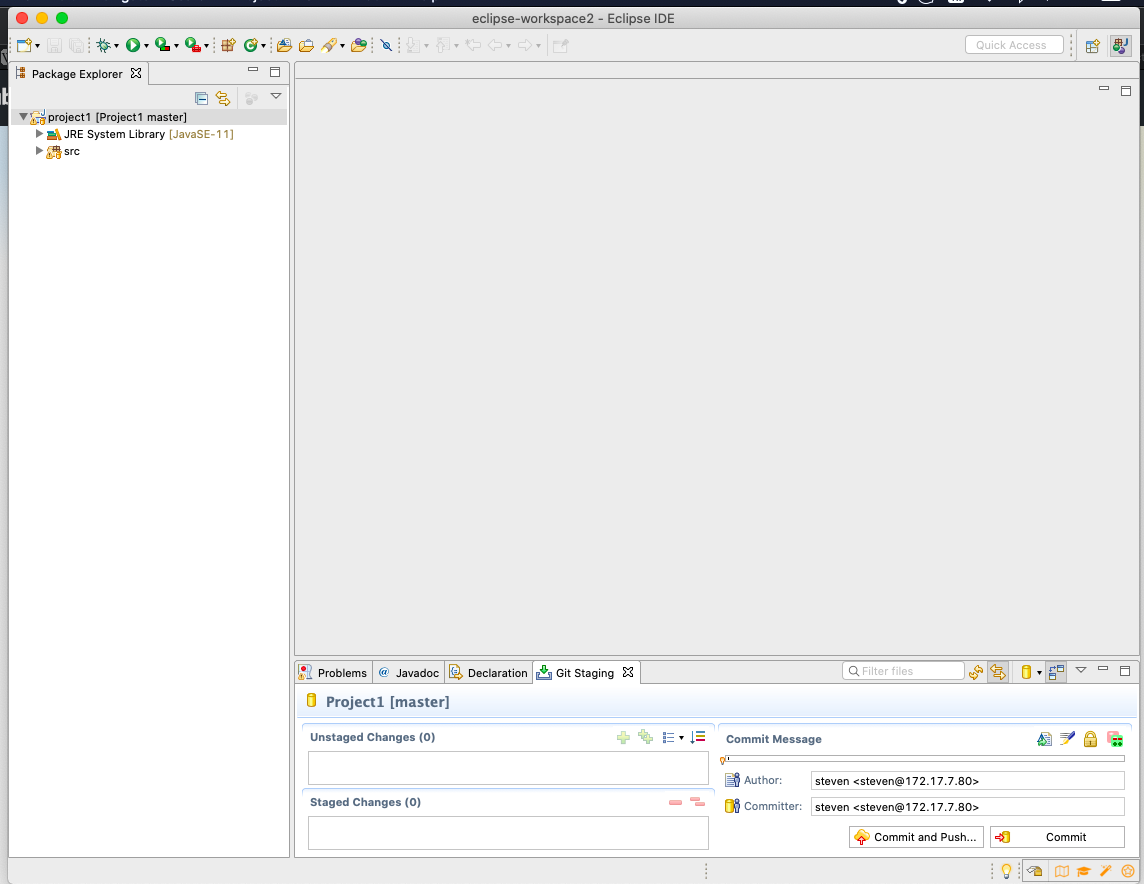 eclipse-workspace2 - Eclipse IDE
Quick Access
Package Explorer
project1 [Project1 master]
JRE System Library [JavaSE-11]
src
Problems
@ Javadoc
Declaration
Git Staging
Filter files
Project1 [master]
Unstaged Changes (0)
Staged Changes (0)
Commit Message
Author:
steven <steven@172.17.7.80>
Committer:
steven <steven@172.17.7.80>
Commit and Push...
Commit